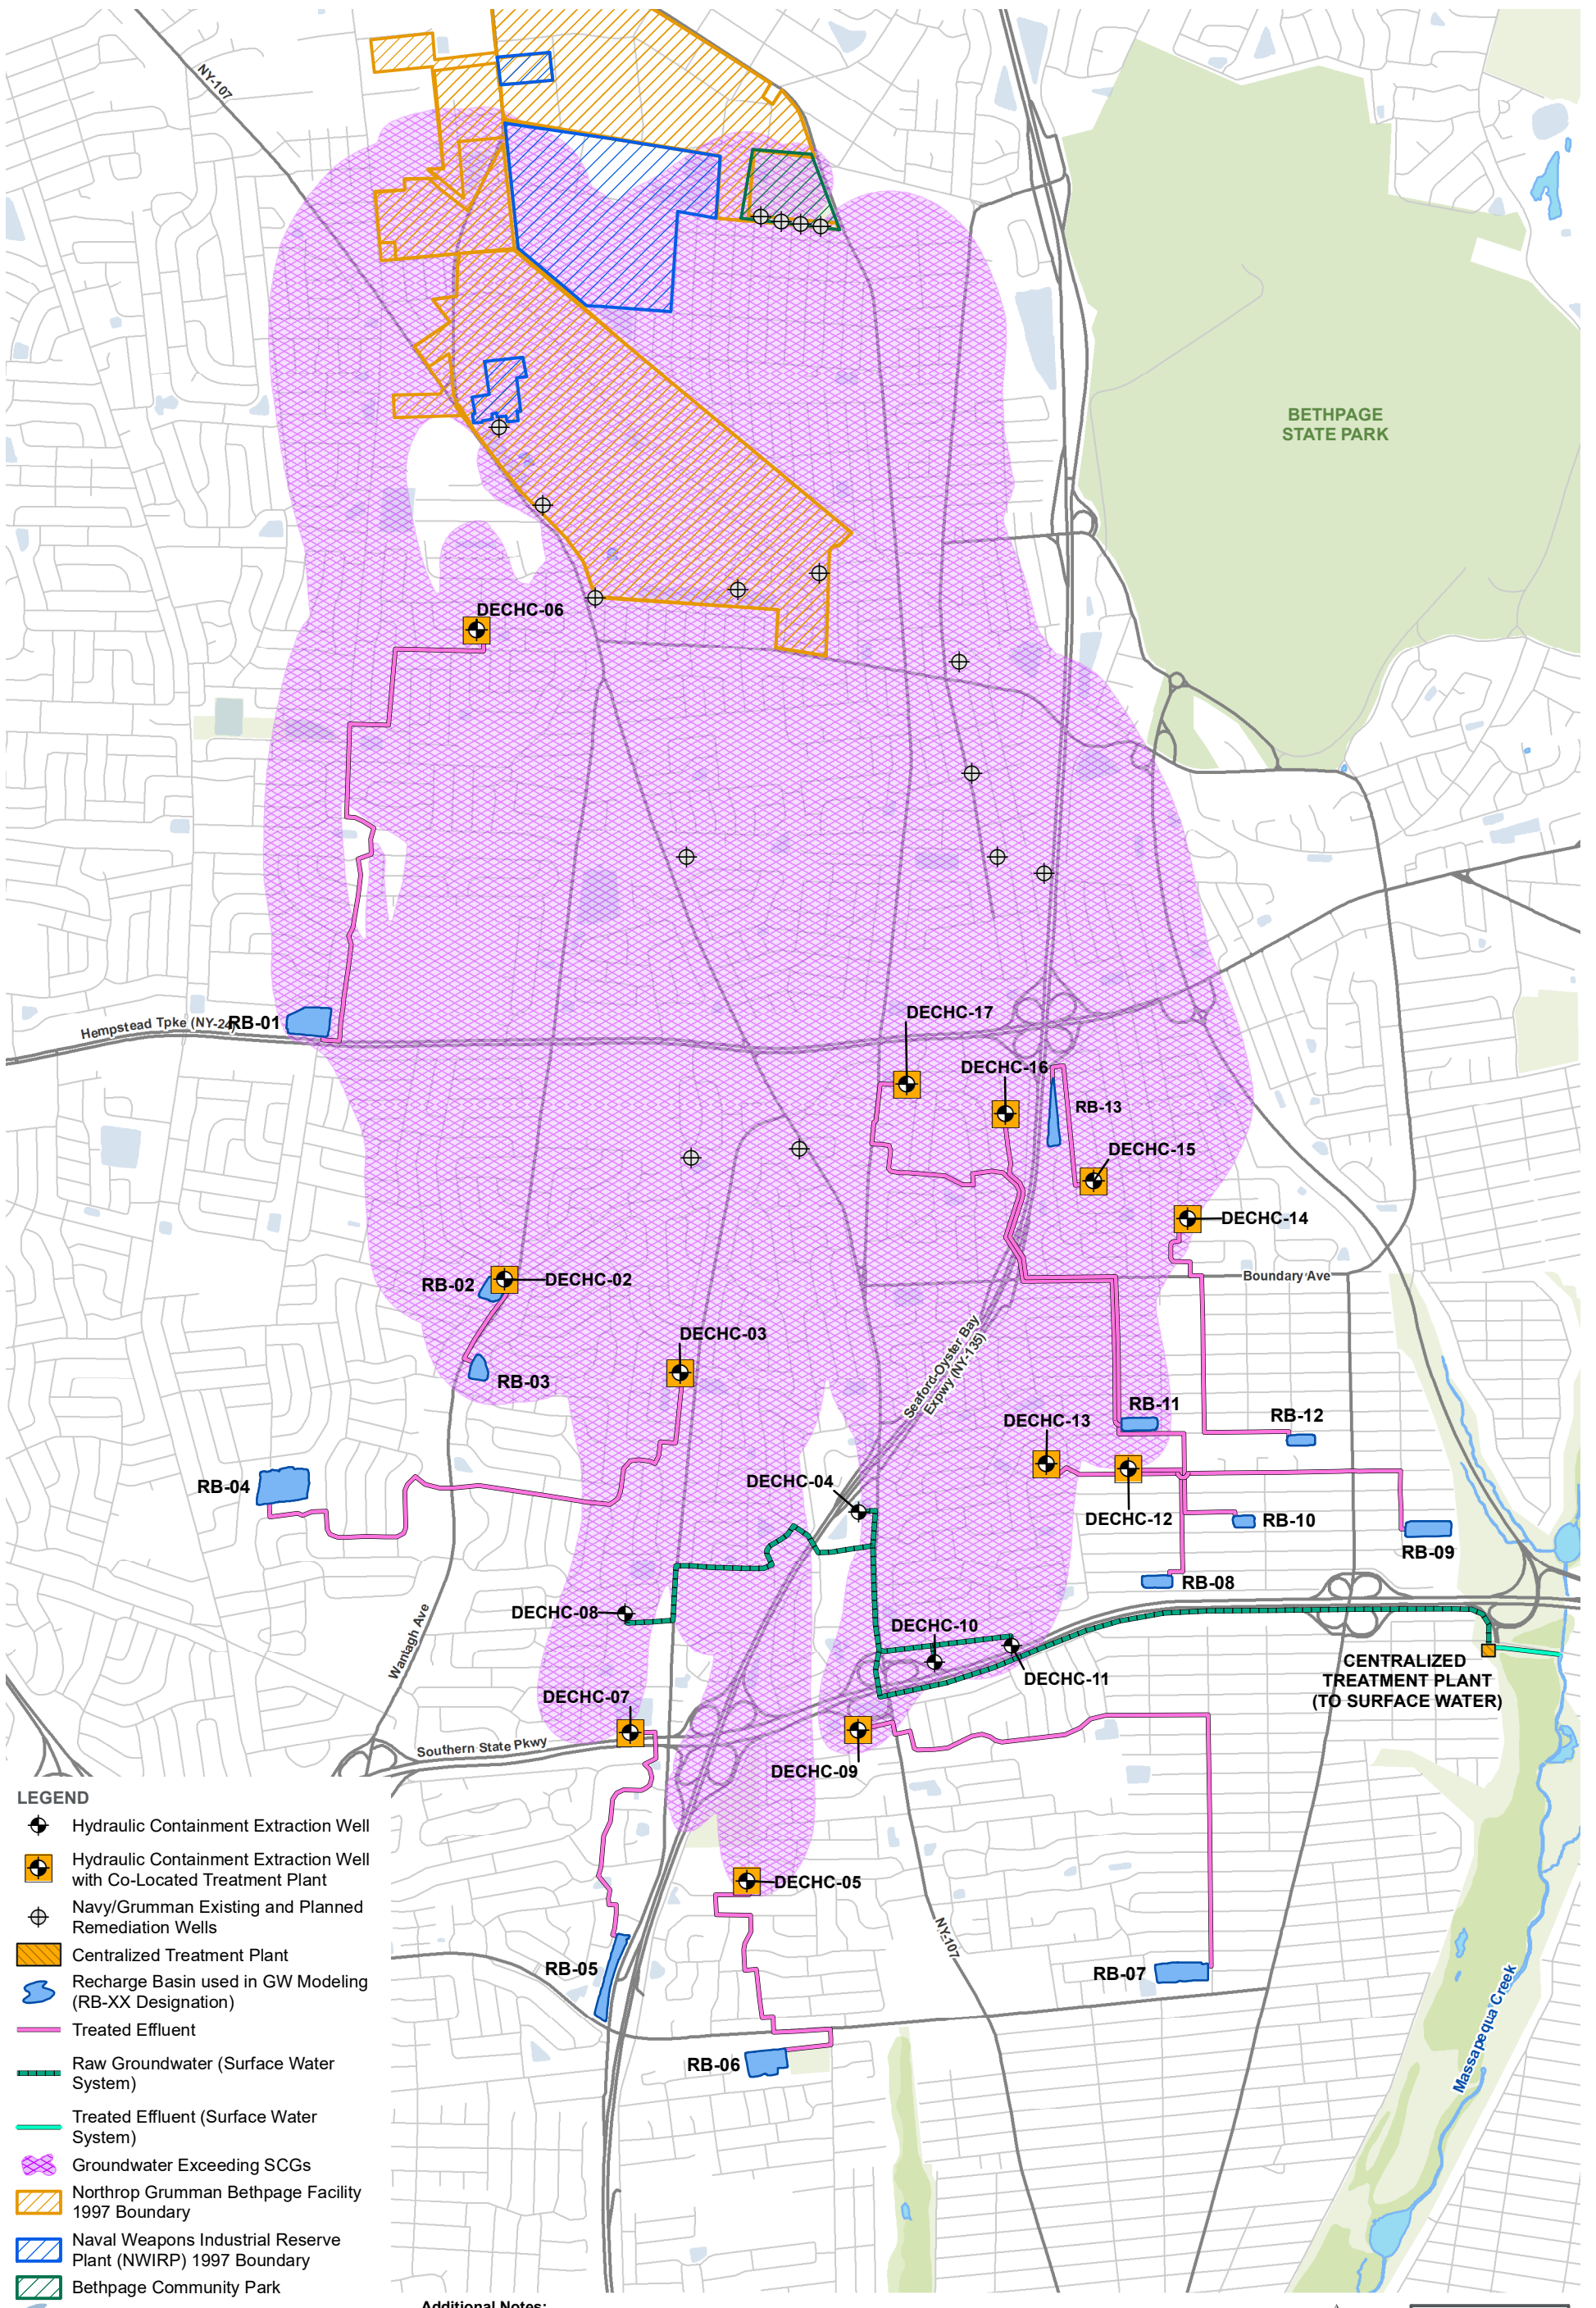 NY-107
BETHPAGE
STATE PARK
DECHC-06
Hempstead Tpke (NY-24)
RB-01
DECHC-17
DECHC-16
RB-13
DECHC-15
DECHC-14
Boundary Ave
RB-02
DECHC-02
DECHC-03
RB-03
Seaford-Oyster Bay
Expwy (NY-135)
RB-11
RB-12
DECHC-13
RB-04
DECHC-04
DECHC-12
RB-10
RB-09
RB-08
DECHC-08
DECHC-10
Wantagh Ave
DECHC-11
CENTRALIZED
TREATMENT PLANT
(TO SURFACE WATER)
DECHC-07
Southern State Pkwy
DECHC-09
DECHC-05
NY-107
RB-05
RB-07
RB-06
Massapequa Creek
LEGEND
Hydraulic Containment Extraction Well
Hydraulic Containment Extraction Well
with Co-Located Treatment Plant
Navy/Grumman Existing and Planned
Remediation Wells
Centralized Treatment Plant
Recharge Basin used in GW Modeling
(RB-XX Designation)
Treated Effluent
Raw Groundwater (Surface Water
System)
Treated Effluent (Surface Water
System)
Groundwater Exceeding SCGs
Northrop Grumman Bethpage Facility
1997 Boundary
Naval Weapons Industrial Reserve
Plant (NWIRP) 1997 Boundary
Bethpage Community Park
Additional Notes: